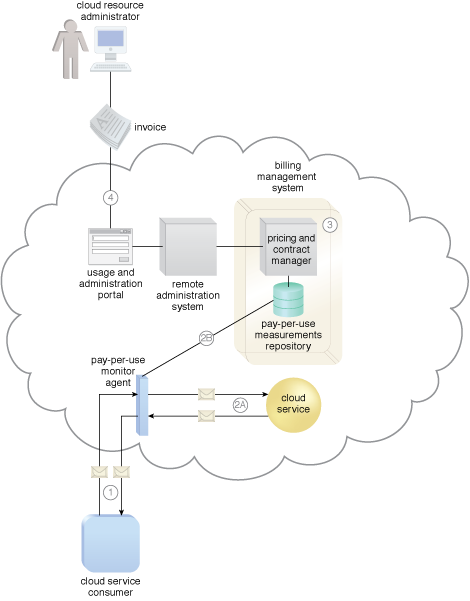 cloud resource
administrator
invoice
4
billing
management
system
3
pricing and
contract
manager
usage and
administration
portal
remote
administration
system
pay-per-use
measurements
repository
2B
pay-per-use
monitor
agent
2A
cloud
service
1
cloud service
consumer